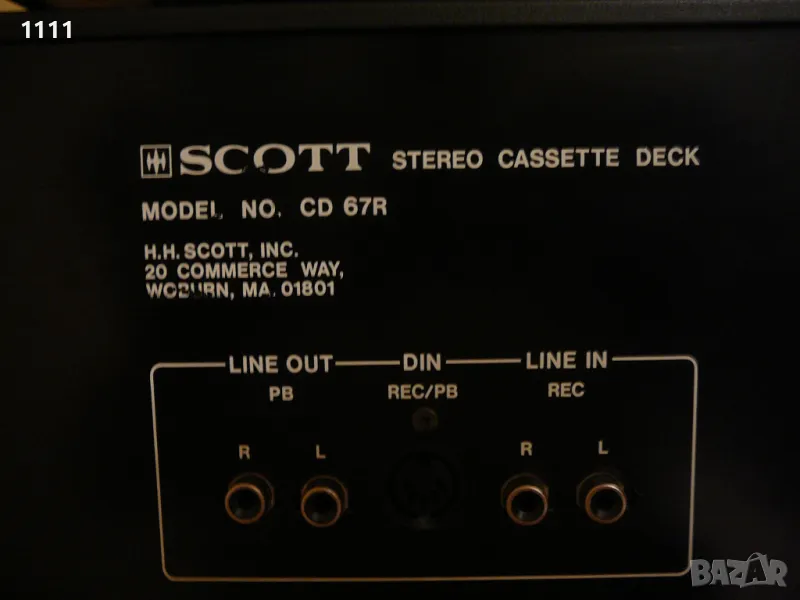 1111
SCOTT STEREO CASSETTE DECK
MODEL NO. CD 67R
H.H. SCOTT, INC.
20 COMMERCE WAY,
WOBURN, MA. 01801
LINE OUT DIN LINE IN
PB REC/PB REC
R L R L
BAZAR